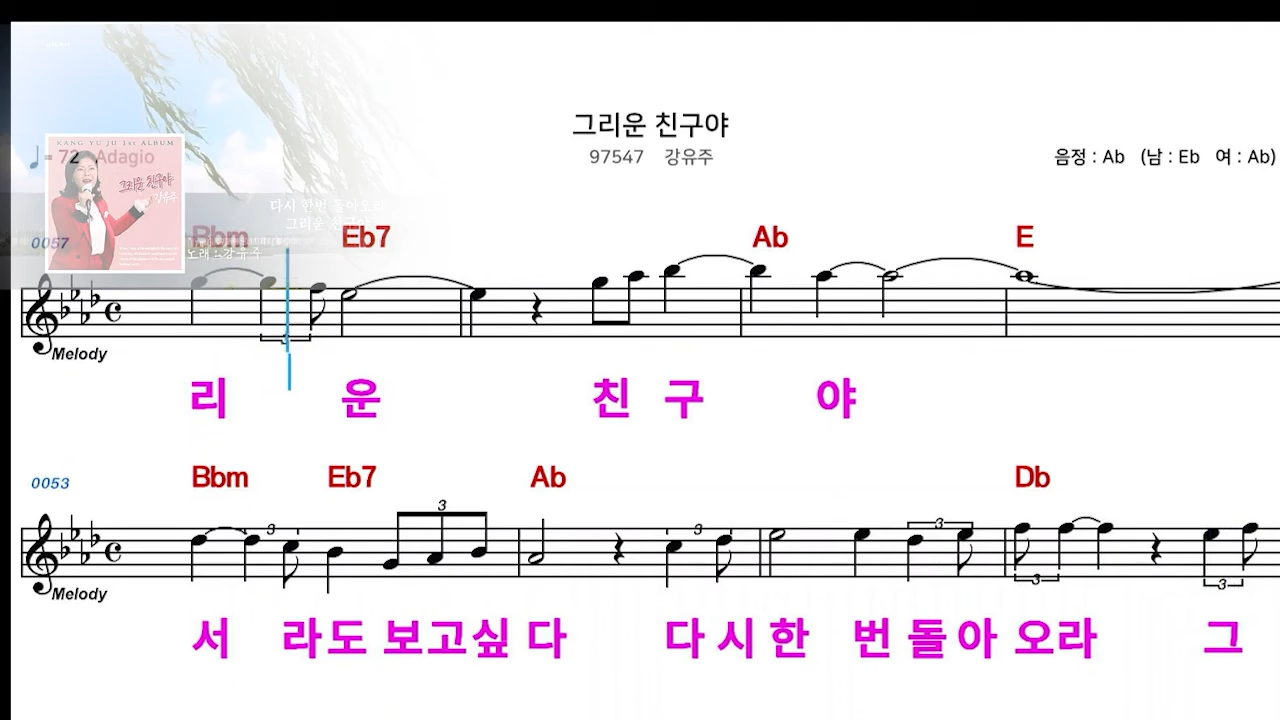 그리운 친구야
97547 강유주
음정 : Ab (남 : Eb 여 : Ab)
KANG YU JU 1st ALBUM
= 72 Adagio
그리운 친구야
강유주
다시 한번 돌아오라
그리운 친구야
노래 : 강유주
0057 Bbm Eb7 Ab E
3
Melody
리 운 친 구 야
0053 Bbm Eb7 Ab Db
3 3 3 3 3 3
Melody
서 라도 보고싶 다 다 시 한 번 돌 아 오라 그